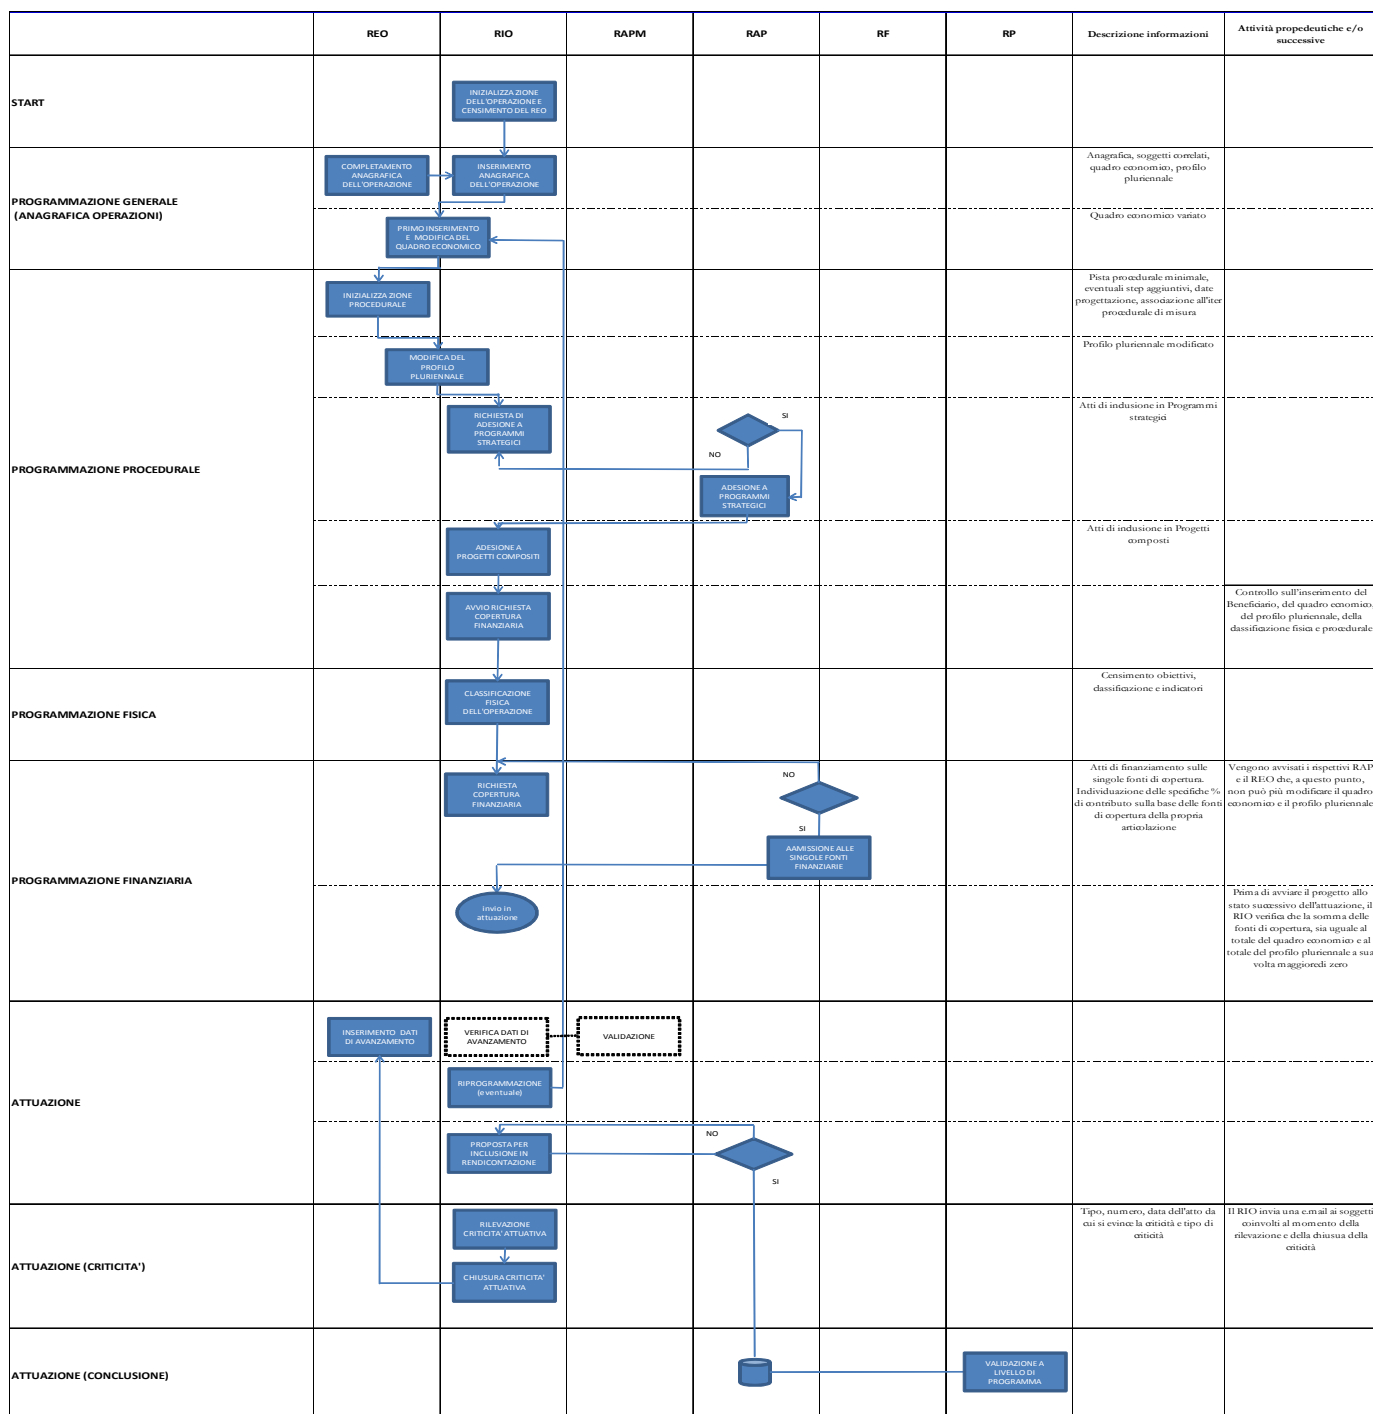 REO
RIO
RAPM
RAP
RF
RP
Descrizione informazioni
Attività propedeutiche e/o
successive
START
INIZIALIZZA ZIONE
DELL'OPERAZIONE E
CENSIMENTO DEL REO
PROGRAMMAZIONE GENERALE
(ANAGRAFICA OPERAZIONI)
COMPLETAMENTO
ANAGRAFICA
DELL'OPERAZIONE
INSERIMENTO
ANAGRAFICA
DELL'OPERAZIONE
Anagrafica, soggetti correlati,
quadro economico, profilo
pluriennale
PRIMO INSERIMENTO
E MODIFICA DEL
QUADRO ECONOMICO
Quadro economico variato
PROGRAMMAZIONE PROCEDURALE
INIZIALIZZA ZIONE
PROCEDURALE
Pista procedurale minimale,
eventuali step aggiuntivi, date
progettazione, associazione all'iter
procedurale di misura
MODIFICA DEL
PROFILO
PLURIENNALE
Profilo pluriennale modificato
RICHIESTA DI
ADESIONE A
PROGRAMMI
STRATEGICI
SI
NO
ADESIONE A
PROGRAMMI
STRATEGICI
Atti di inclusione in Programmi
strategici
ADESIONE A
PROGETTI COMPOSITI
Atti di inclusione in Progetti
composti
AVVIO RICHIESTA
COPERTURA
FINANZIARIA
Controllo sull'inserimento del
Beneficiario, del quadro economico,
del profilo pluriennale, della
classificazione fisica e procedurale
PROGRAMMAZIONE FISICA
CLASSIFICAZIONE
FISICA
DELL'OPERAZIONE
Censimento obiettivi,
classificazione e indicatori
PROGRAMMAZIONE FINANZIARIA
RICHIESTA
COPERTURA
FINANZIARIA
NO
SI
AAMISSIONE ALLE
SINGOLE FONTI
FINANZIARIE
Atti di finanziamento sulle
singole fonti di copertura.
Individuazione delle specifiche %
di contributo sulla base delle fonti
di copertura della propria
articolazione
Vengono avvisati i rispettivi RAP
e il REO che, a questo punto,
non può più modificare il quadro
economico e il profilo pluriennale
Invio in
attuazione
Prima di avviare il progetto allo
stato successivo dell'attuazione, il
RIO verifica che la somma delle
fonti di copertura, sia uguale al
totale del quadro economico e al
totale del profilo pluriennale a sua
volta maggioredi zero
ATTUAZIONE
INSERIMENTO DATI
DI AVANZAMENTO
VERIFICA DATI DI
AVANZAMENTO
VALIDAZIONE
RIPROGRAMMAZIONE
(eventuale)
PROPOSTA PER
INCLUSIONE IN
RENDICONTAZIONE
NO
SI
ATTUAZIONE (CRITICITA')
RILEVAZIONE
CRITICITA' ATTUATIVA
CHIUSURA CRITICITA'
ATTUATIVA
Tipo, numero, data dell'atto da
cui si evince la criticità e tipo di
criticità
Il RIO invia una e.mail ai soggetti
coinvolti al momento della
rilevazione e della chiusua della
criticità
ATTUAZIONE (CONCLUSIONE)
VALIDAZIONE A
LIVELLO DI
PROGRAMMA